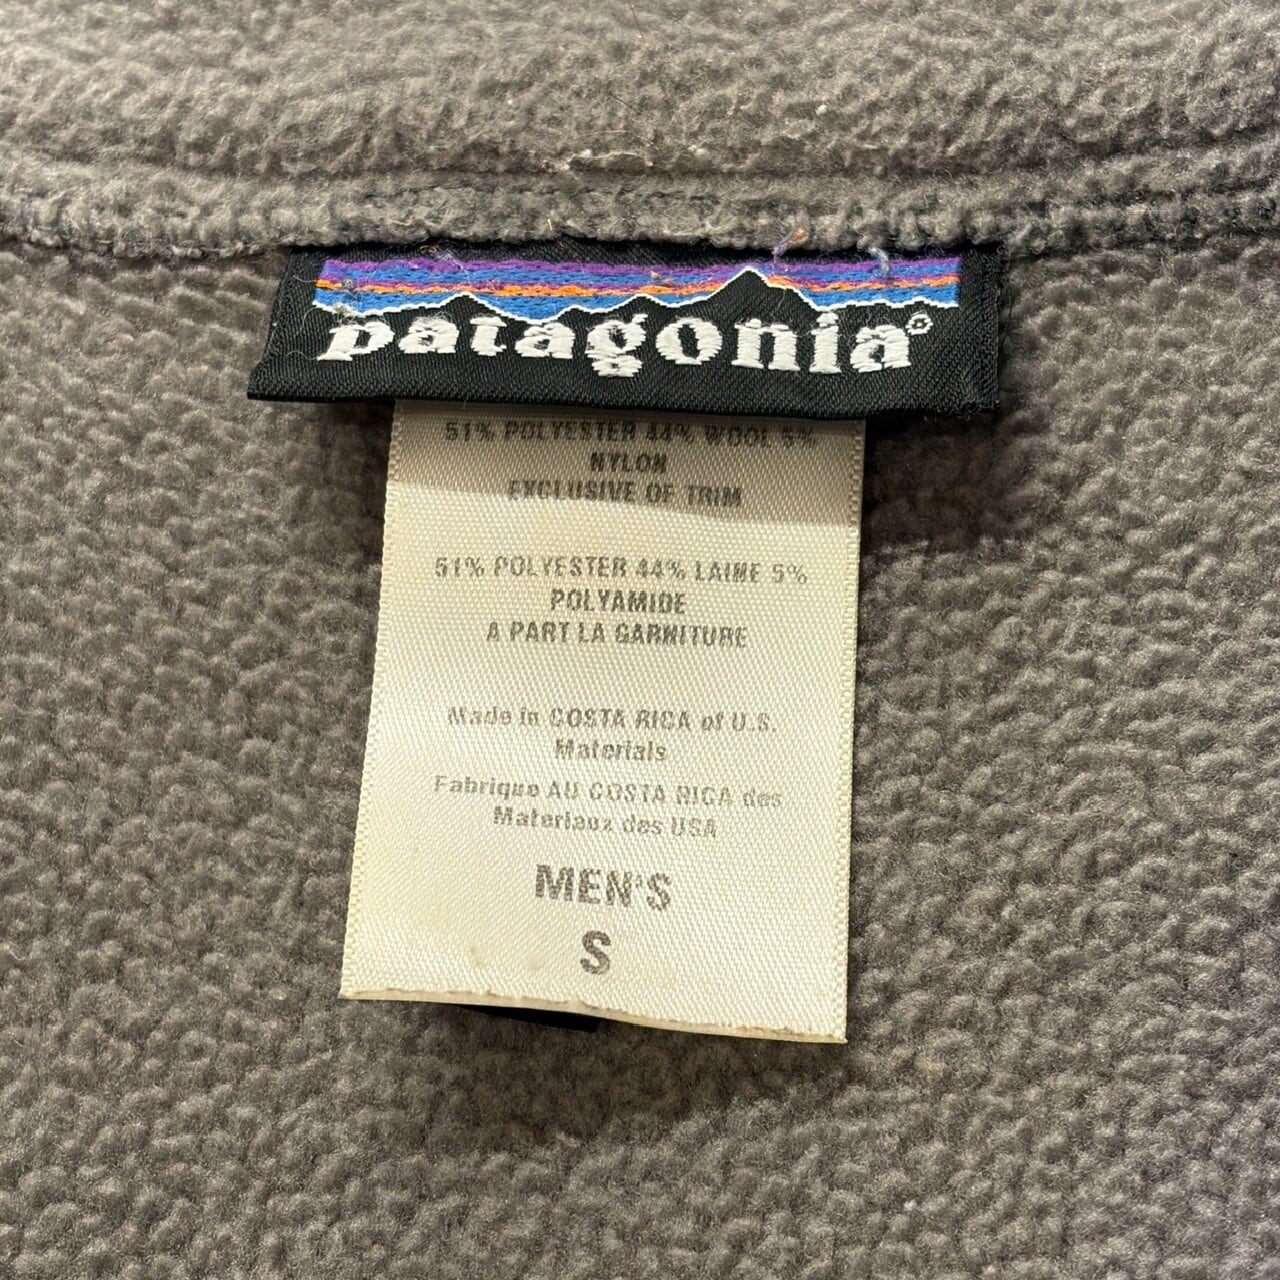 patagonia®
51% POLYESTER 44% WOOL 5%
NYLON
EXCLUSIVE OF TRIM
51% POLYESTER 44% LAINE 5%
POLYAMIDE
A PART LA GARNITURE
Made in COSTA RICA of U.S.
Materials
Fabrique AU COSTA RICA des
Materiaux des USA
MEN'S
S